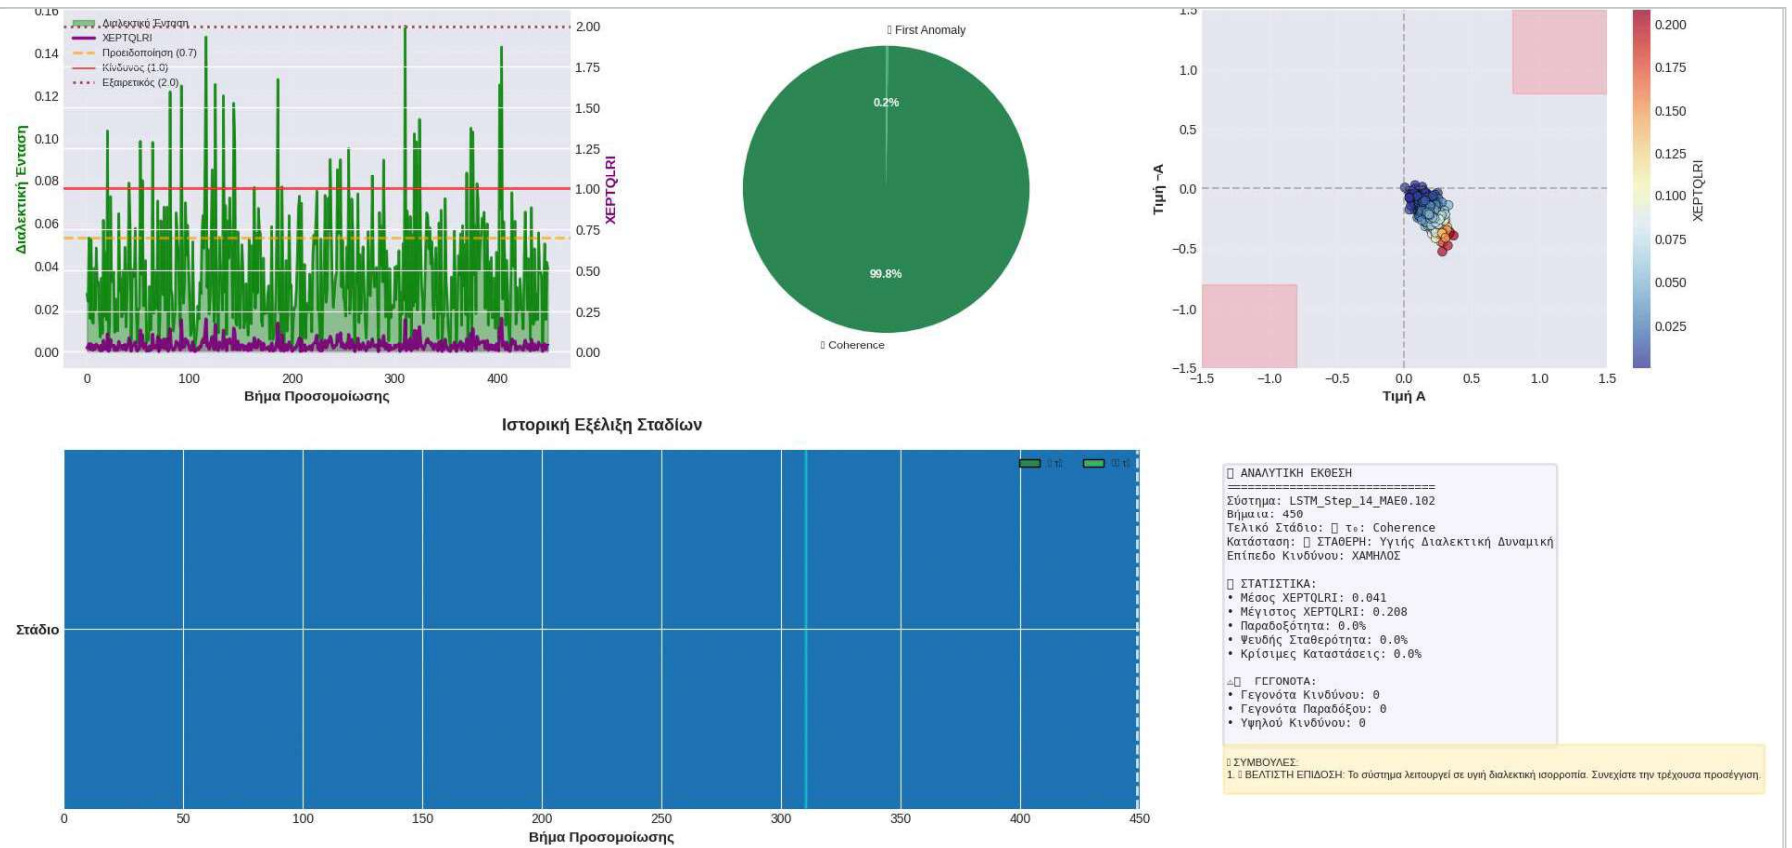 0.16
0.14
0.12
0.10
0.08
0.06
0.04
0.02
0.00
Διαλεκτική Ένταση
Διαλεκτική Ένταση
XEPTQLRI
Προειδοποίηση (0.7)
Κίνδυνος (1.0)
Εξαιρετικός (2.0)
2.00
1.75
1.50
1.25
1.00
0.75
0.50
0.25
0.00
XEPTQLRI
0 100 200 300 400
Βήμα Προσομοίωσης
First Anomaly
0.2%
99.8%
Coherence
1.5
1.0
0.5
0.0
−0.5
−1.0
−1.5
Τιμή ¬A
−1.5 −1.0 −0.5 0.0 0.5 1.0 1.5
Τιμή A
0.200
0.175
0.150
0.125
0.100
0.075
0.050
0.025
XEPTQLRI
Ιστορική Εξέλιξη Σταδίων
Στάδιο
0 50 100 150 200 250 300 350 400 450
Βήμα Προσομοίωσης
ΑΝΑΛΥΤΙΚΗ ΕΚΘΕΣΗ
==============================
Σύστημα: LSTM_Step_14_MAE0.102
Βήματα: 450
Τελικό Στάδιο: τ₀: Coherence
Κατάσταση: ΣΤΑΘΕΡΗ: Υγιής Διαλεκτική Δυναμική
Επίπεδο Κινδύνου: ΧΑΜΗΛΟΣ
ΣΤΑΤΙΣΤΙΚΑ:
• Μέσος XEPTQLRI: 0.041
• Μέγιστος XEPTQLRI: 0.208
• Παραδοξότητα: 0.0%
• Ψευδής Σταθερότητα: 0.0%
• Κρίσιμες Καταστάσεις: 0.0%
⚠ ΓΕΓΟΝΟΤΑ:
• Γεγονότα Κινδύνου: 0
• Γεγονότα Παραδόξου: 0
• Υψηλού Κινδύνου: 0
ΣΥΜΒΟΥΛΕΣ:
1. ΒΕΛΤΙΣΤΗ ΕΠΙΔΟΣΗ: Το σύστημα λειτουργεί σε υγιή διαλεκτική ισορροπία. Συνεχίστε την τρέχουσα προσέγγιση.